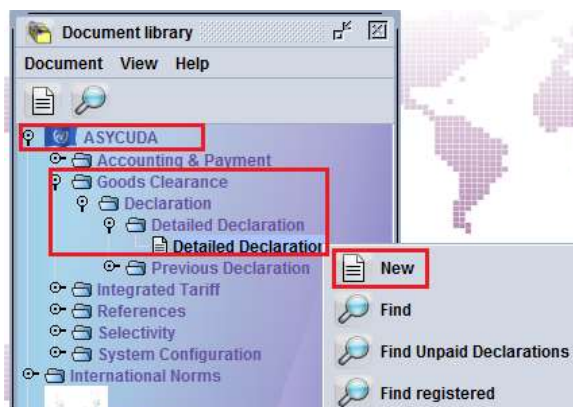 Document library
Document View Help
ASYCUDA
Accounting & Payment
Goods Clearance
Declaration
Detailed Declaration
Detailed Declaration
Previous Declaration
Integrated Tariff
References
Selectivity
System Configuration
International Norms
New
Find
Find Unpaid Declarations
Find registered